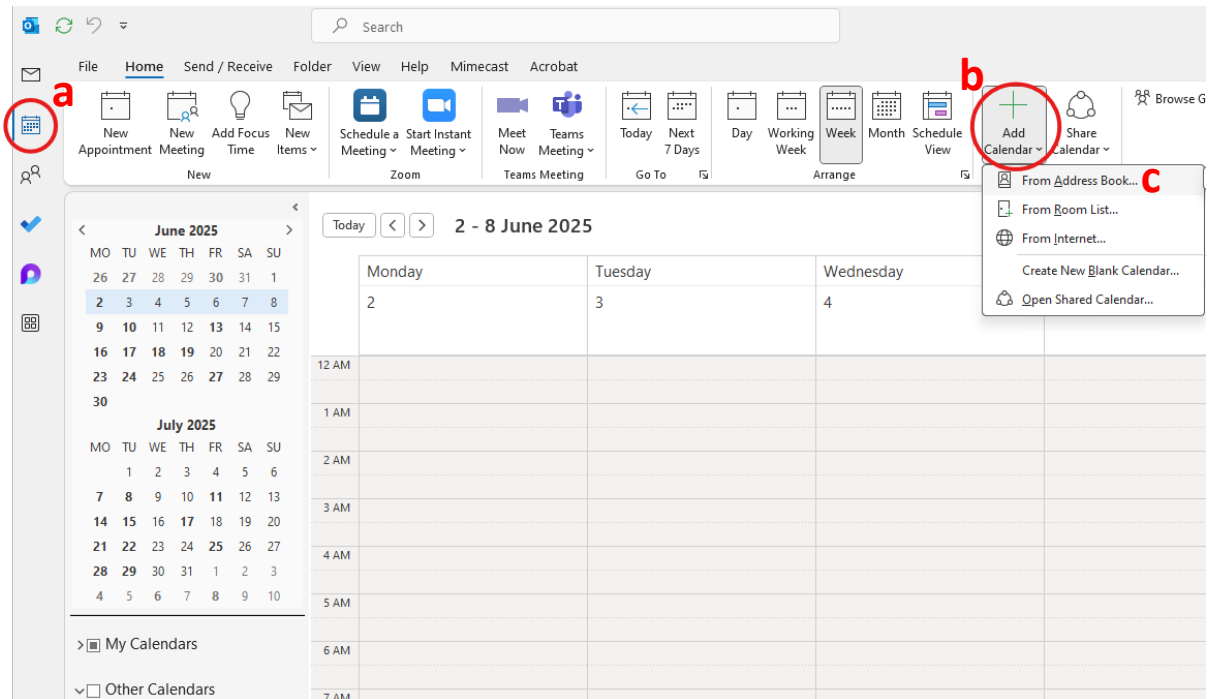 Search
File Home Send / Receive Folder View Help Mimecast Acrobat
a
b
New Appointment
New Meeting
Add Focus Time
New Items
New
Schedule a Meeting
Start Instant Meeting
Zoom
Meet Now
Teams Meeting
Teams Meeting
Today
Next 7 Days
Go To
Day
Working Week
Week
Month
Schedule View
Arrange
Add Calendar
Share Calendar
Browse G
From Address Book...
c
From Room List...
From Internet...
Create New Blank Calendar...
Open Shared Calendar...
June 2025
MO TU WE TH FR SA SU
26 27 28 29 30 31 1
2 3 4 5 6 7 8
9 10 11 12 13 14 15
16 17 18 19 20 21 22
23 24 25 26 27 28 29
30
July 2025
MO TU WE TH FR SA SU
1 2 3 4 5 6
7 8 9 10 11 12 13
14 15 16 17 18 19 20
21 22 23 24 25 26 27
28 29 30 31 1 2 3
4 5 6 7 8 9 10
My Calendars
Other Calendars
Today
2 - 8 June 2025
Monday Tuesday Wednesday
2 3 4
12 AM
1 AM
2 AM
3 AM
4 AM
5 AM
6 AM
7 AM